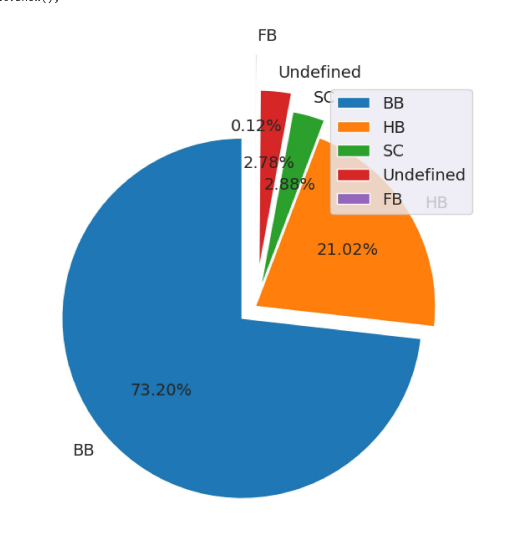 FB
Undefined
SC
0.12%
2.78%
2.88%
21.02%
HB
73.20%
BB
BB
HB
SC
Undefined
FB